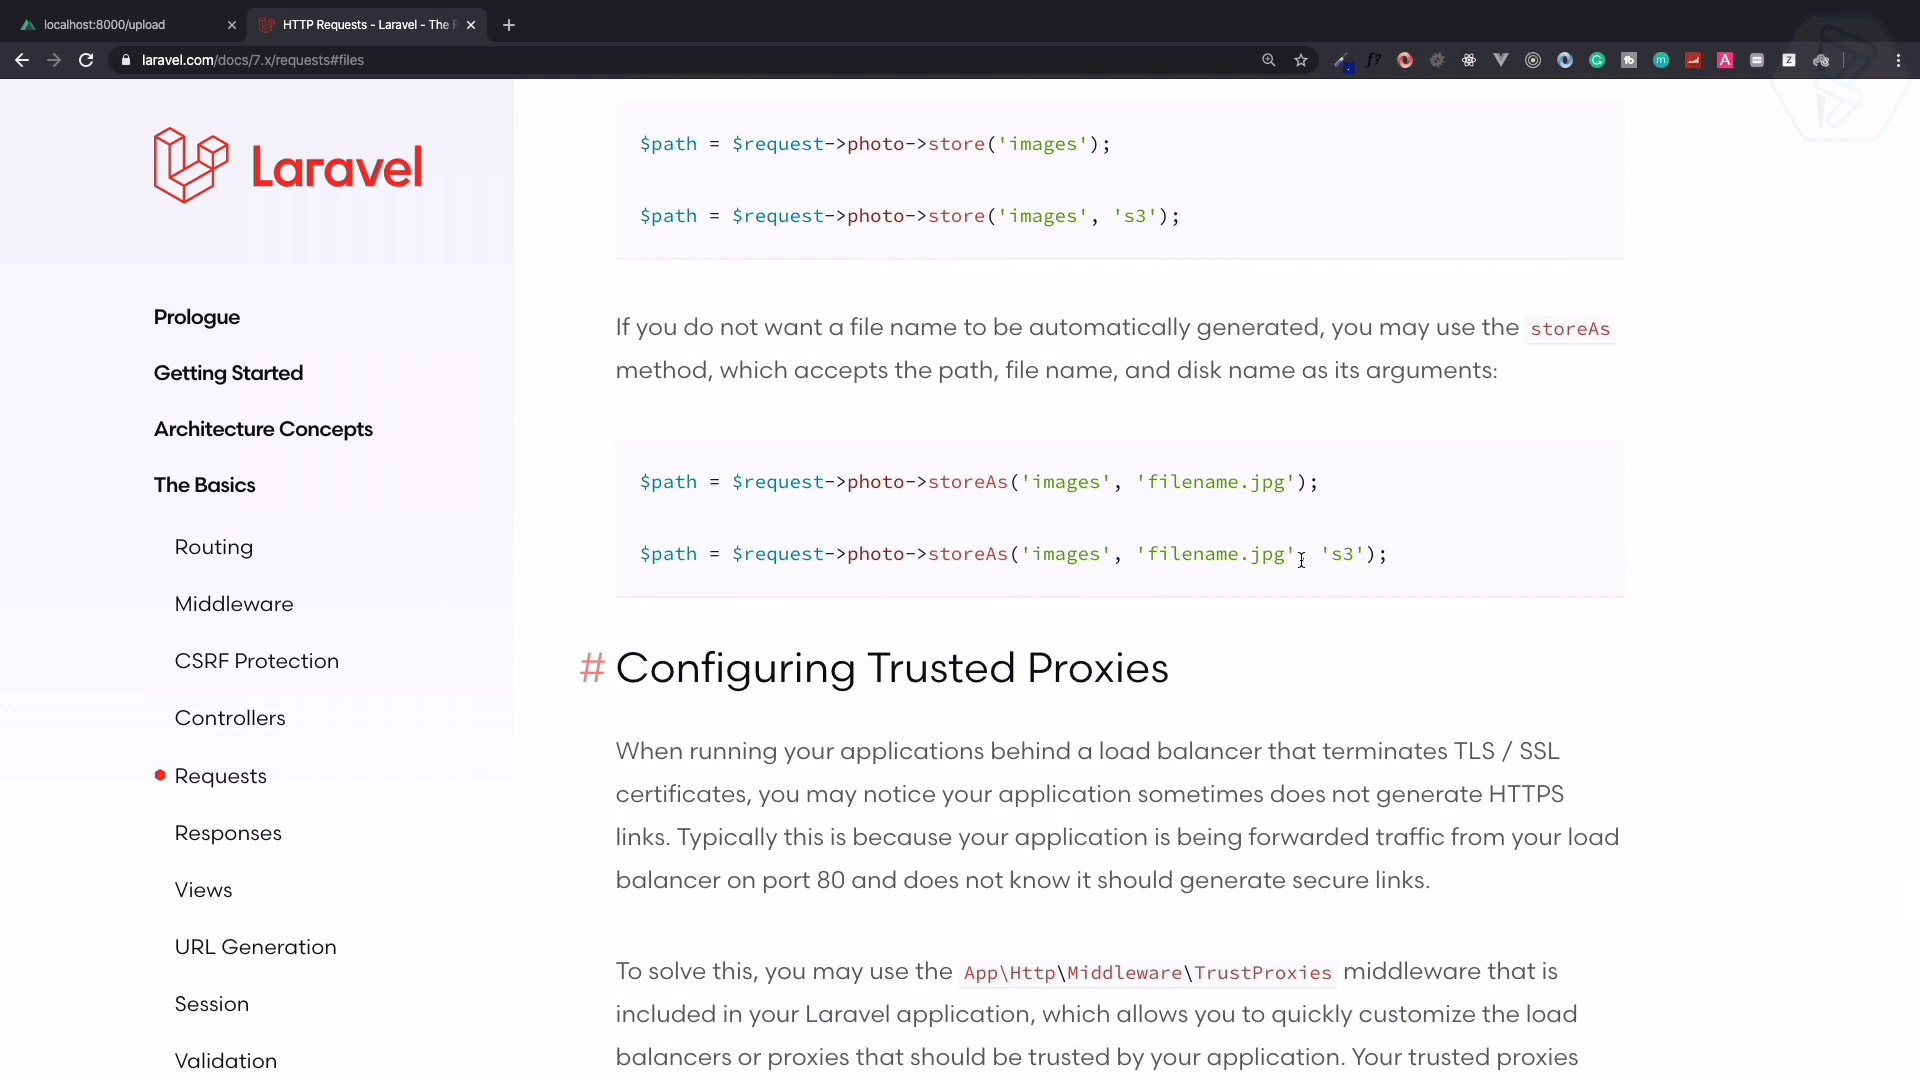 localhost:8000/upload
HTTP Requests - Laravel - The P
laravel.com/docs/7.x/requests#files
Laravel
Prologue
Getting Started
Architecture Concepts
The Basics
Routing
Middleware
CSRF Protection
Controllers
Requests
Responses
Views
URL Generation
Session
Validation
$path = $request->photo->store('images');
$path = $request->photo->store('images', 's3');
If you do not want a file name to be automatically generated, you may use the storeAs
method, which accepts the path, file name, and disk name as its arguments:
$path = $request->photo->storeAs('images', 'filename.jpg');
$path = $request->photo->storeAs('images', 'filename.jpg', 's3');
# Configuring Trusted Proxies
When running your applications behind a load balancer that terminates TLS / SSL
certificates, you may notice your application sometimes does not generate HTTPS
links. Typically this is because your application is being forwarded traffic from your load
balancer on port 80 and does not know it should generate secure links.
To solve this, you may use the App\Http\Middleware\TrustProxies middleware that is
included in your Laravel application, which allows you to quickly customize the load
balancers or proxies that should be trusted by your application. Your trusted proxies